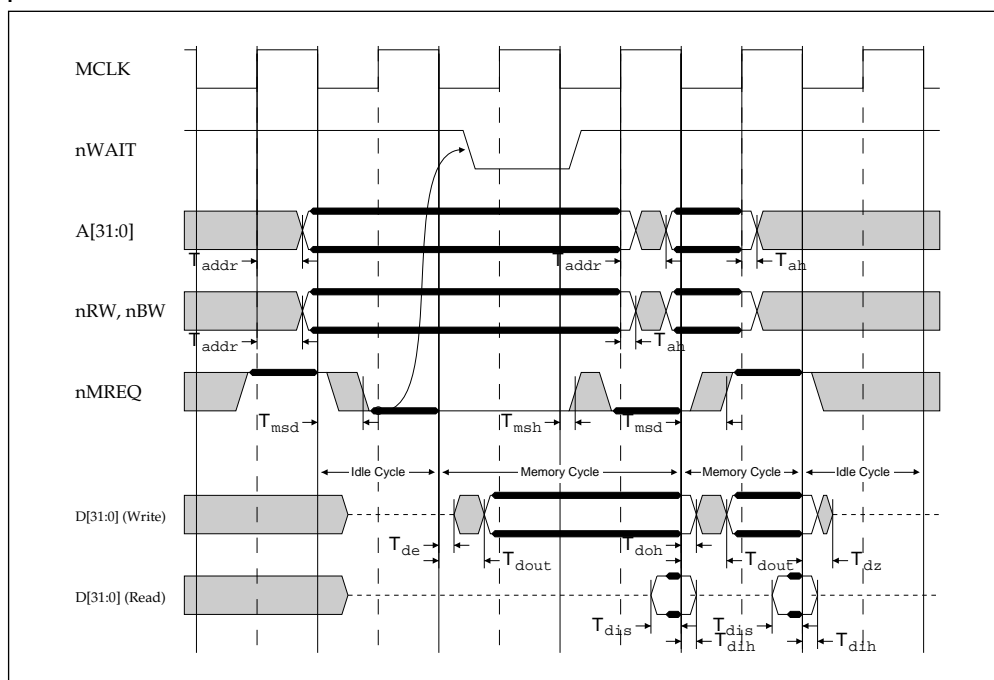 MCLK
nWAIT
A[31:0]
Taddr Taddr Tah
nRW, nBW
Taddr Tah
nMREQ
Tmsd Tmsh Tmsd
Idle Cycle Memory Cycle Memory Cycle Idle Cycle
D[31:0] (Write)
Tde Tdout Tdoh Tdout Tdz
D[31:0] (Read)
Tdis Tdih Tdis Tdih